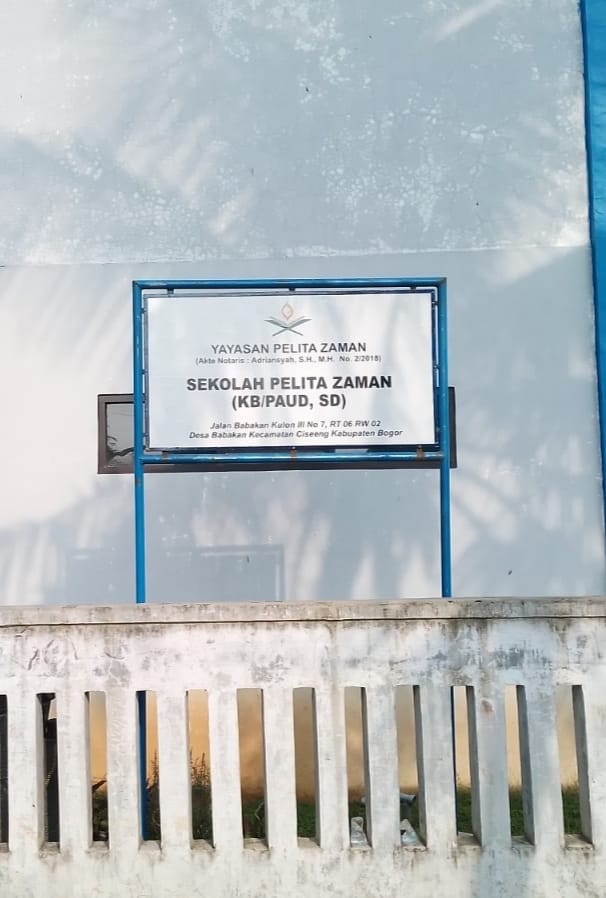 YAYASAN PELITA ZAMAN
(Akte Notaris : Adriansyah, S.H., M.H. No. 2/2018)
SEKOLAH PELITA ZAMAN
(KB/PAUD, SD)
Jalan Babakan Kulon III No 7, RT 06 RW 02
Desa Babakan Kecamatan Ciseeng Kabupaten Bogor